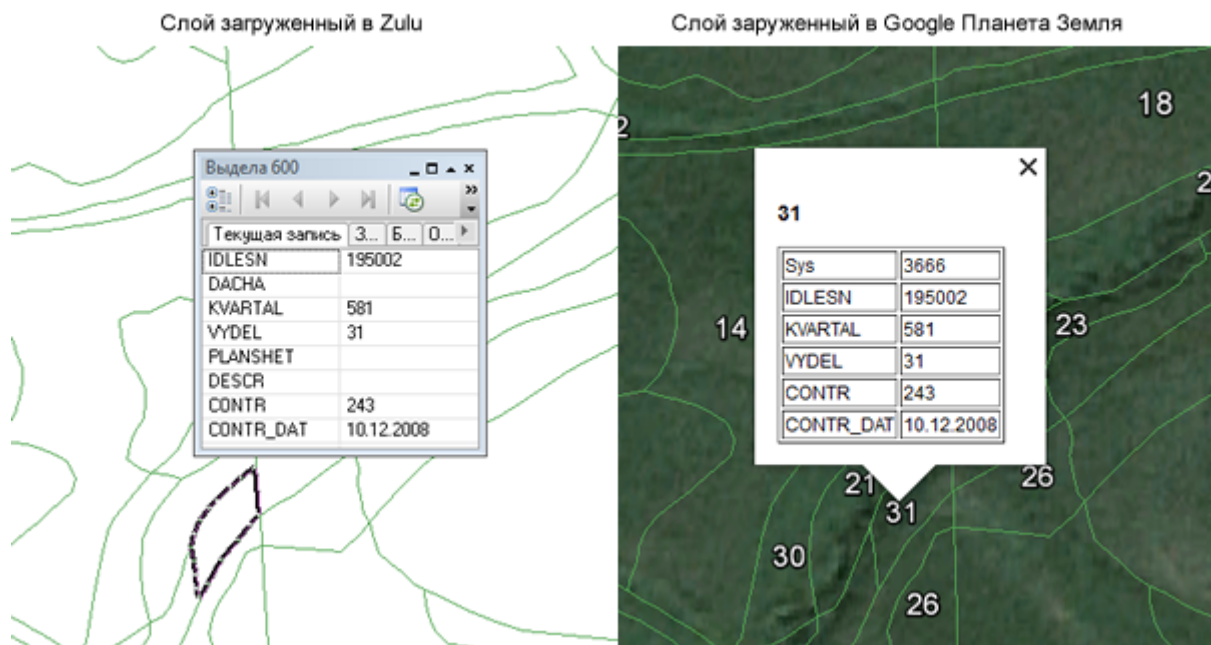 Слой загруженный в Zulu
Слой заруженный в Google Планета Земля
Выдела 600
Текущая запись З... Б... О...
IDLESN 195002
DACHA
KVARTAL 581
VYDEL 31
PLANSHET
DESCR
CONTR 243
CONTR_DAT 10.12.2008
18
2
2
31
Sys 3666
IDLESN 195002
KVARTAL 581
VYDEL 31
CONTR 243
CONTR_DAT 10.12.2008
14
23
21
26
31
30
26